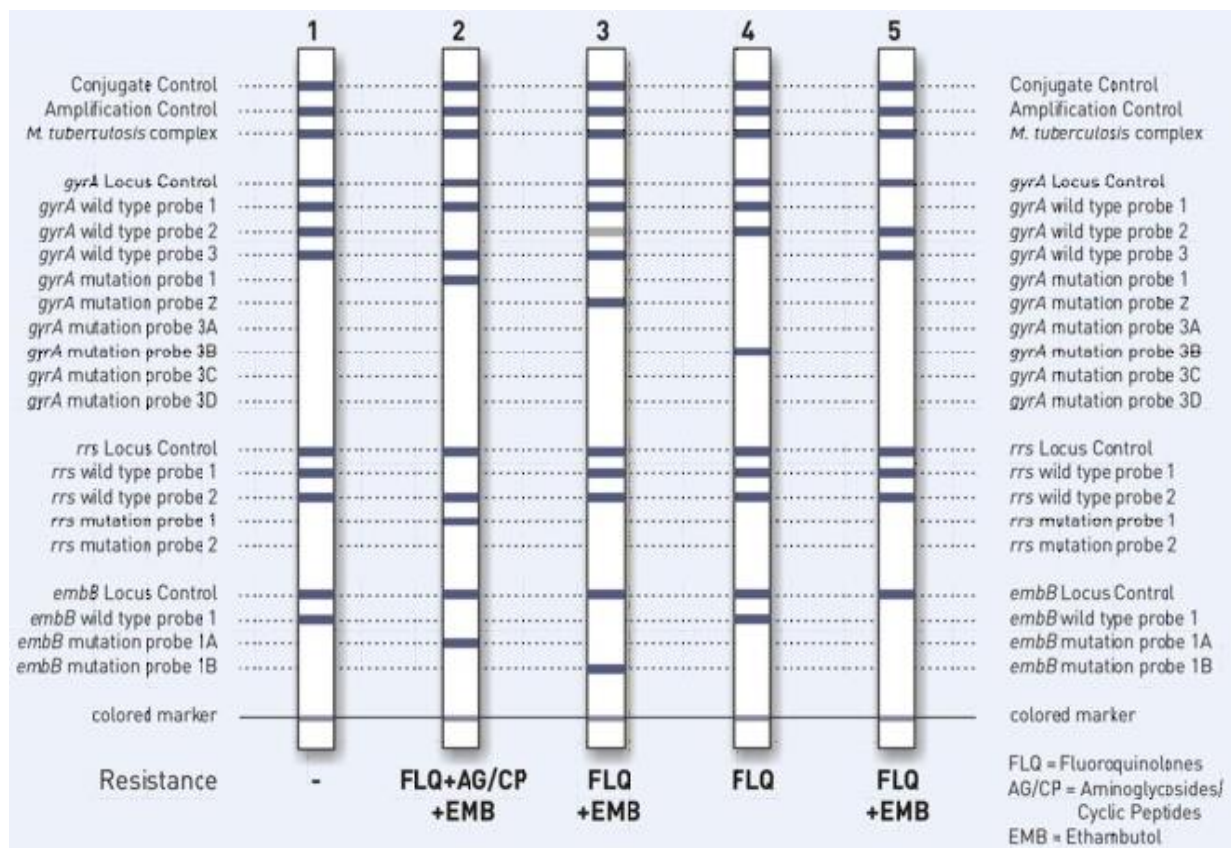 1 2 3 4 5
Conjugate Control Conjugate Control
Amplification Control Amplification Control
M. tuberculosis complex M. tuberculosis complex
gyrA Locus Control gyrA Locus Control
gyrA wild type probe 1 gyrA wild type probe 1
gyrA wild type probe 2 gyrA wild type probe 2
gyrA wild type probe 3 gyrA wild type probe 3
gyrA mutation probe 1 gyrA mutation probe 1
gyrA mutation probe 2 gyrA mutation probe 2
gyrA mutation probe 3A gyrA mutation probe 3A
gyrA mutation probe 3B gyrA mutation probe 3B
gyrA mutation probe 3C gyrA mutation probe 3C
gyrA mutation probe 3D gyrA mutation probe 3D
rrs Locus Control rrs Locus Control
rrs wild type probe 1 rrs wild type probe 1
rrs wild type probe 2 rrs wild type probe 2
rrs mutation probe 1 rrs mutation probe 1
rrs mutation probe 2 rrs mutation probe 2
embB Locus Control embB Locus Control
embB wild type probe 1 embB wild type probe 1
embB mutation probe 1A embB mutation probe 1A
embB mutation probe 1B embB mutation probe 1B
colored marker colored marker
Resistance - FLQ+AG/CP FLQ FLQ FLQ
+EMB +EMB +EMB
FLQ = Fluoroquinolones
AG/CP = Aminoglycosides/
Cyclic Peptides
EMB = Ethambutol